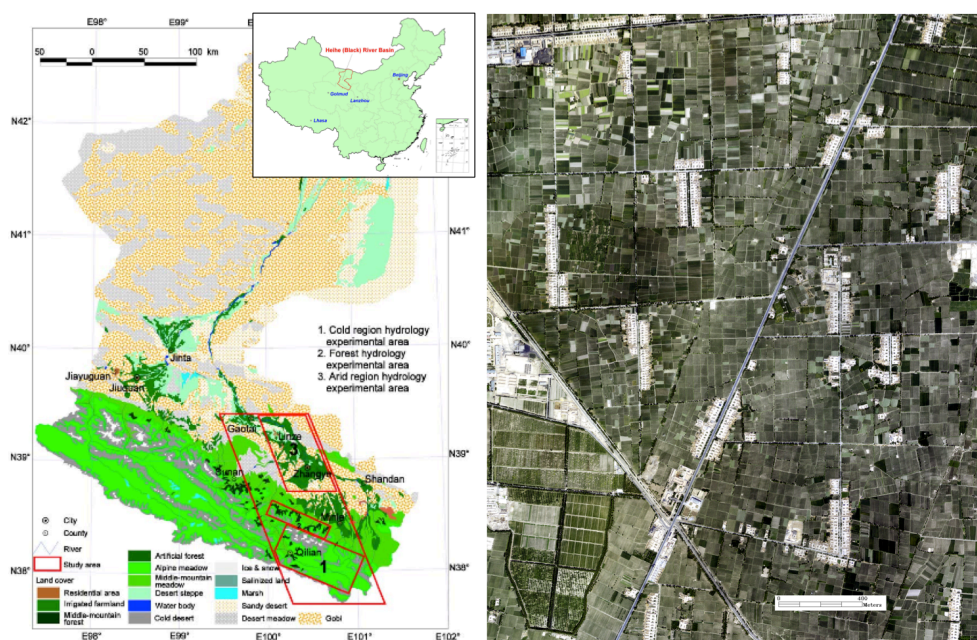 E98° E99° E100° E101° E102°
50 0 50 100 km
Heihe (Black) River Basin
Beijing
Golmud
Lanzhou
Lhasa
N42° N42°
N41° N41°
1. Cold region hydrology
experimental area
2. Forest hydrology
experimental area
3. Arid region hydrology
experimental area
N40° N40°
Jinta
Jiayuguan
Jiuquan
Gaotai
Linze
3
N39° N39°
Sunan
Zhangye
Shandan
Minle
Qilian
1
N38° N38°
City
County
River
Study area
Land cover
Residential area
Irrigated farmland
Middle-mountain
forest
Artificial forest
Alpine meadow
Middle-mountain
meadow
Desert steppe
Water body
Cold desert
Ice & snow
Salinized land
Marsh
Sandy desert
Desert meadow
Gobi
E98° E99° E100° E101° E102°
0 400
Meters